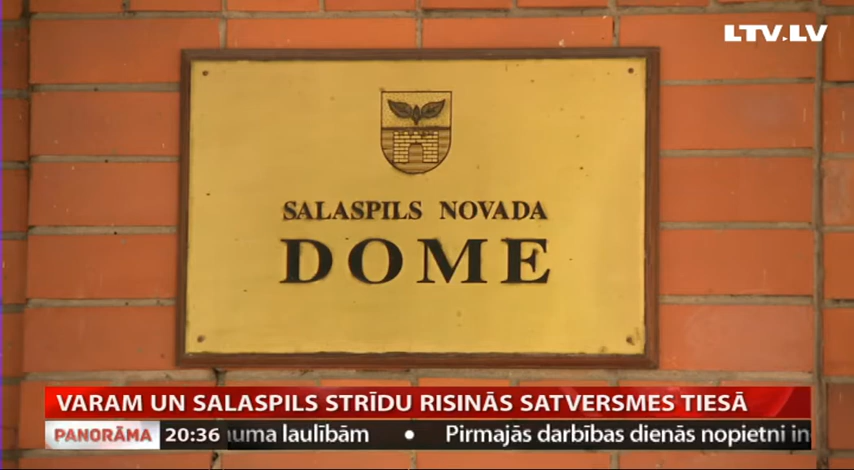 LTV.LV
SALASPILS NOVADA
DOME
VARAM UN SALASPILS STRĪDU RISINĀS SATVERSMES TIESĀ
PANORĀMA 20:36 laulībām • Pirmajās darbības dienās nopietni